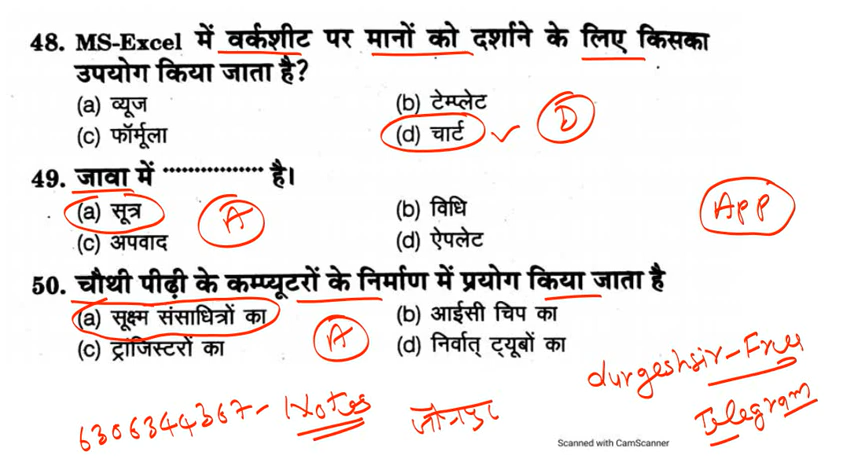 48. MS-Excel में वर्कशीट पर मानों को दर्शाने के लिए किसका
उपयोग किया जाता है?
(a) व्यूज (b) टेम्प्लेट
(c) फॉर्मूला (d) चार्ट D
49. जावा में .................. है।
(a) सूत्र A (b) विधि App
(c) अपवाद (d) ऐपलेट
50. चौथी पीढ़ी के कम्प्यूटरों के निर्माण में प्रयोग किया जाता है
(a) सूक्ष्म संसाधित्रों का (b) आईसी चिप का
A
(c) ट्रांजिस्टरों का (d) निर्वात् ट्यूबों का
durgeshsir-Free
6306344367- Notes Telegram
Scanned with CamScanner